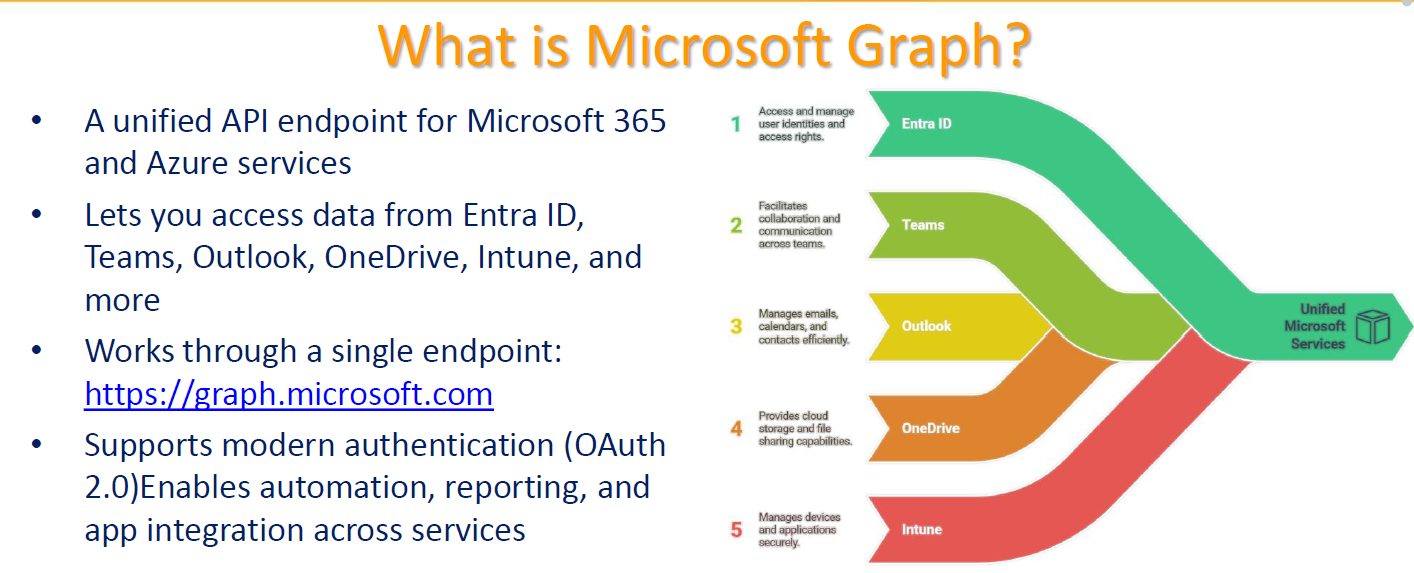 What is Microsoft Graph?
• A unified API endpoint for Microsoft 365
and Azure services
• Lets you access data from Entra ID,
Teams, Outlook, OneDrive, Intune, and
more
• Works through a single endpoint:
https://graph.microsoft.com
• Supports modern authentication (OAuth
2.0)Enables automation, reporting, and
app integration across services
1
Access and manage
user identities and
access rights.
Entra ID
2
Facilitates
collaboration and
communication
across teams.
Teams
3
Manages emails,
calendars, and
contacts efficiently.
Outlook
4
Provides cloud
storage and file
sharing capabilities.
OneDrive
5
Manages devices
and applications
securely.
Intune
Unified
Microsoft
Services